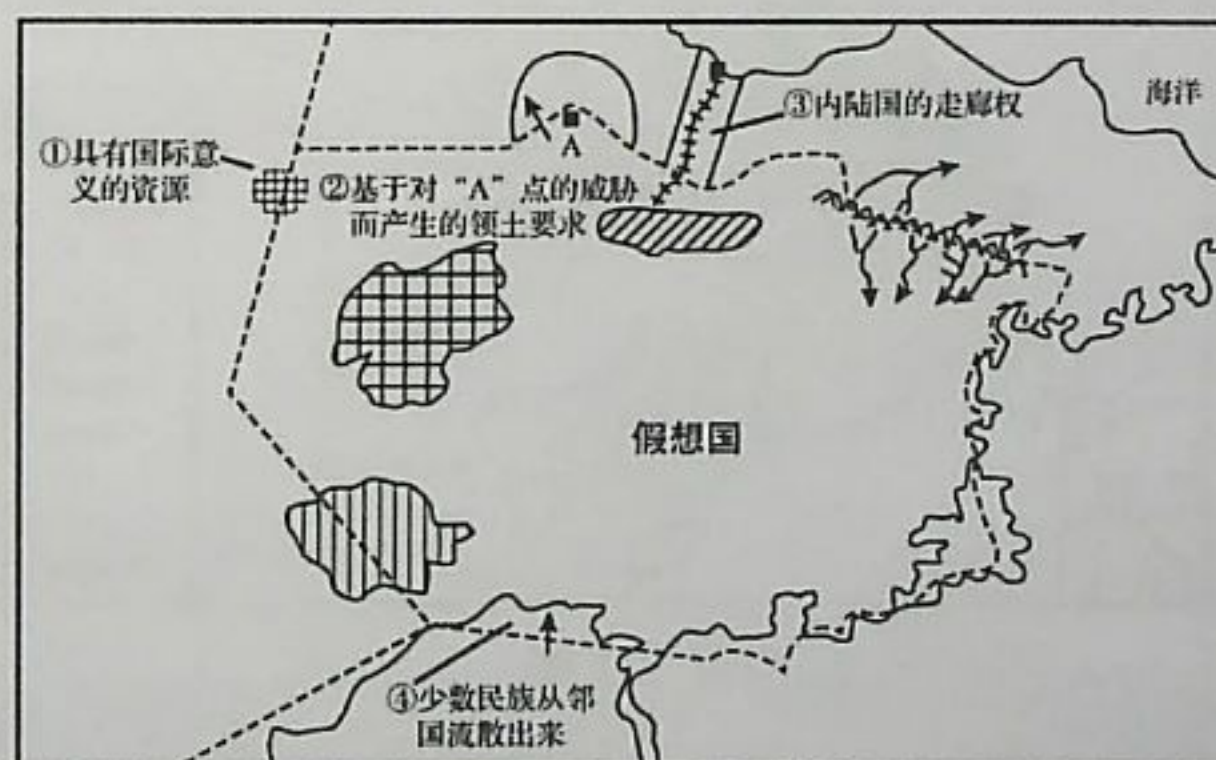 海洋
③内陆国的走廊权
A
①具有国际意
义的资源
②基于对“A”点的威胁
而产生的领土要求
假想国
④少数民族从邻
国流散出来